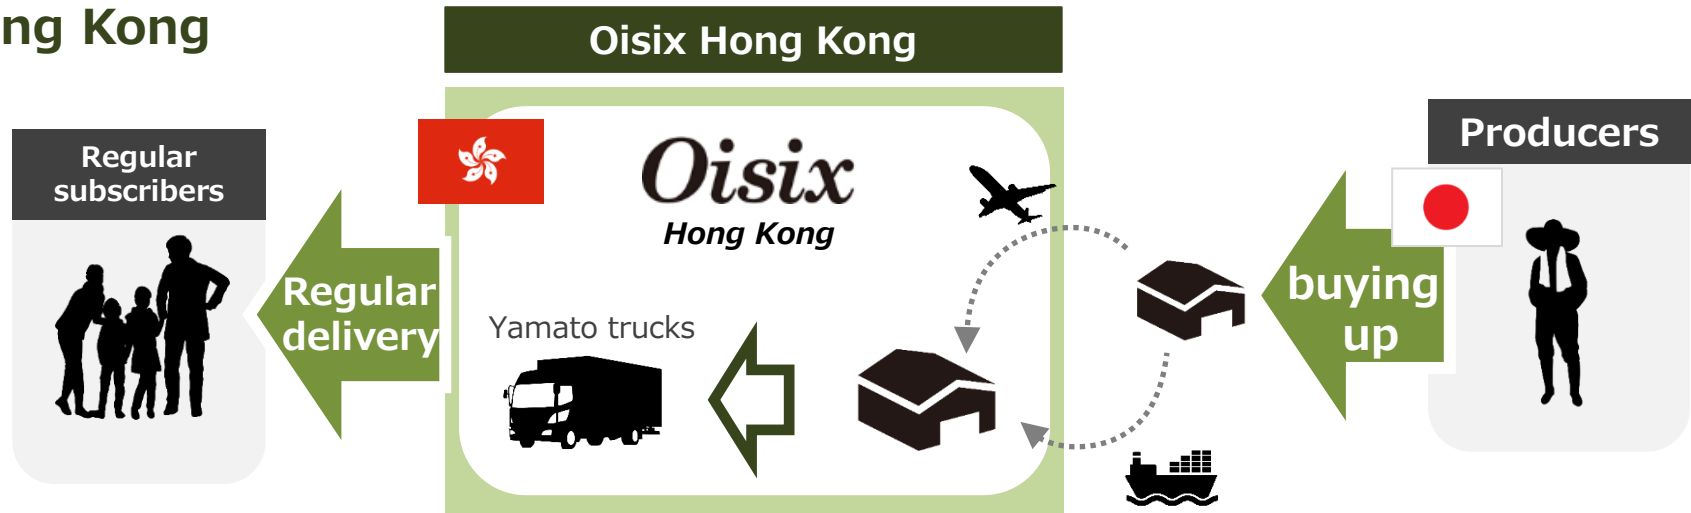 ng Kong
Oisix Hong Kong
Regular
subscribers
Oisix
Hong Kong
Producers
Regular
delivery
Yamato trucks
buying
up